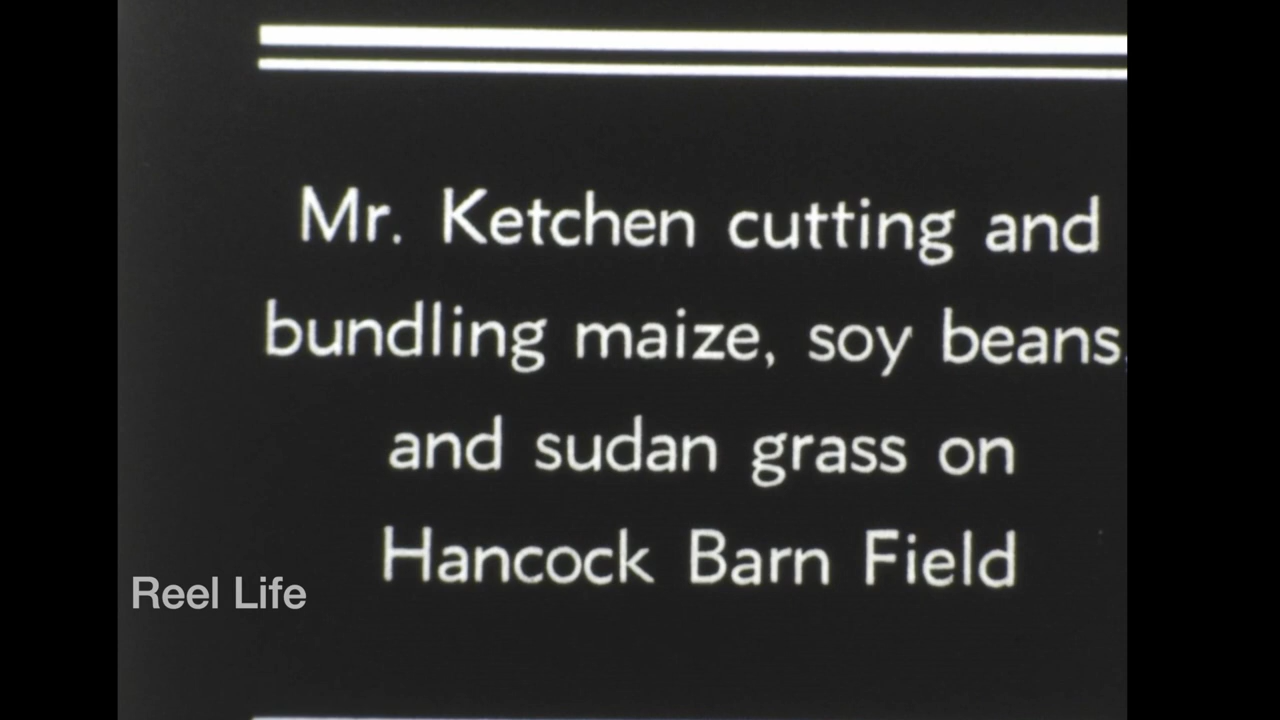 Mr. Ketchen cutting and
bundling maize, soy beans,
and sudan grass on
Hancock Barn Field
Reel Life